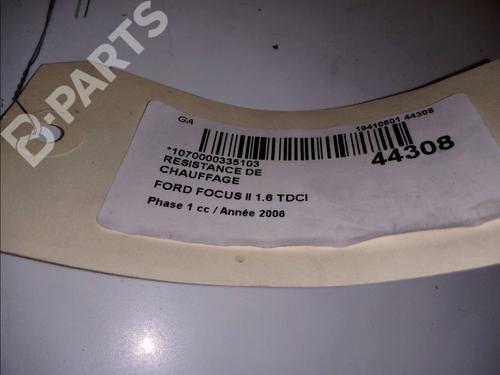 B-PARTS
GA
19410601 44308
44308
*1070000335103
RESISTANCE DE
CHAUFFAGE
FORD FOCUS II 1.6 TDCI
Phase 1 cc / Année 2006